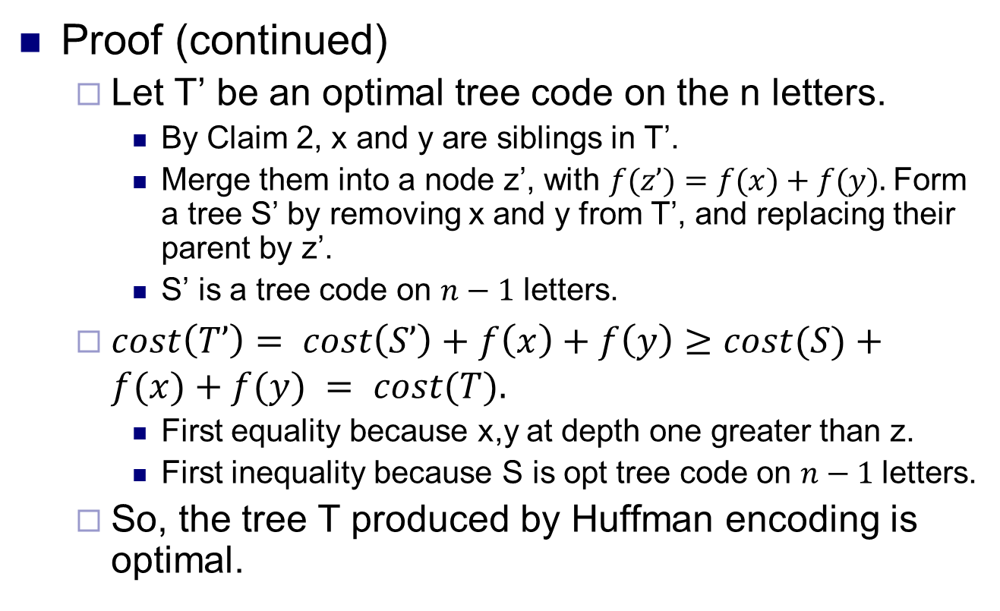 Proof (continued)
Let T’ be an optimal tree code on the n letters.
By Claim 2, x and y are siblings in T’.
Merge them into a node z’, with f(z’) = f(x) + f(y). Form
a tree S’ by removing x and y from T’, and replacing their
parent by z’.
S’ is a tree code on n − 1 letters.
cost(T’) = cost(S’) + f(x) + f(y) ≥ cost(S) +
f(x) + f(y) = cost(T).
First equality because x,y at depth one greater than z.
First inequality because S is opt tree code on n − 1 letters.
So, the tree T produced by Huffman encoding is
optimal.